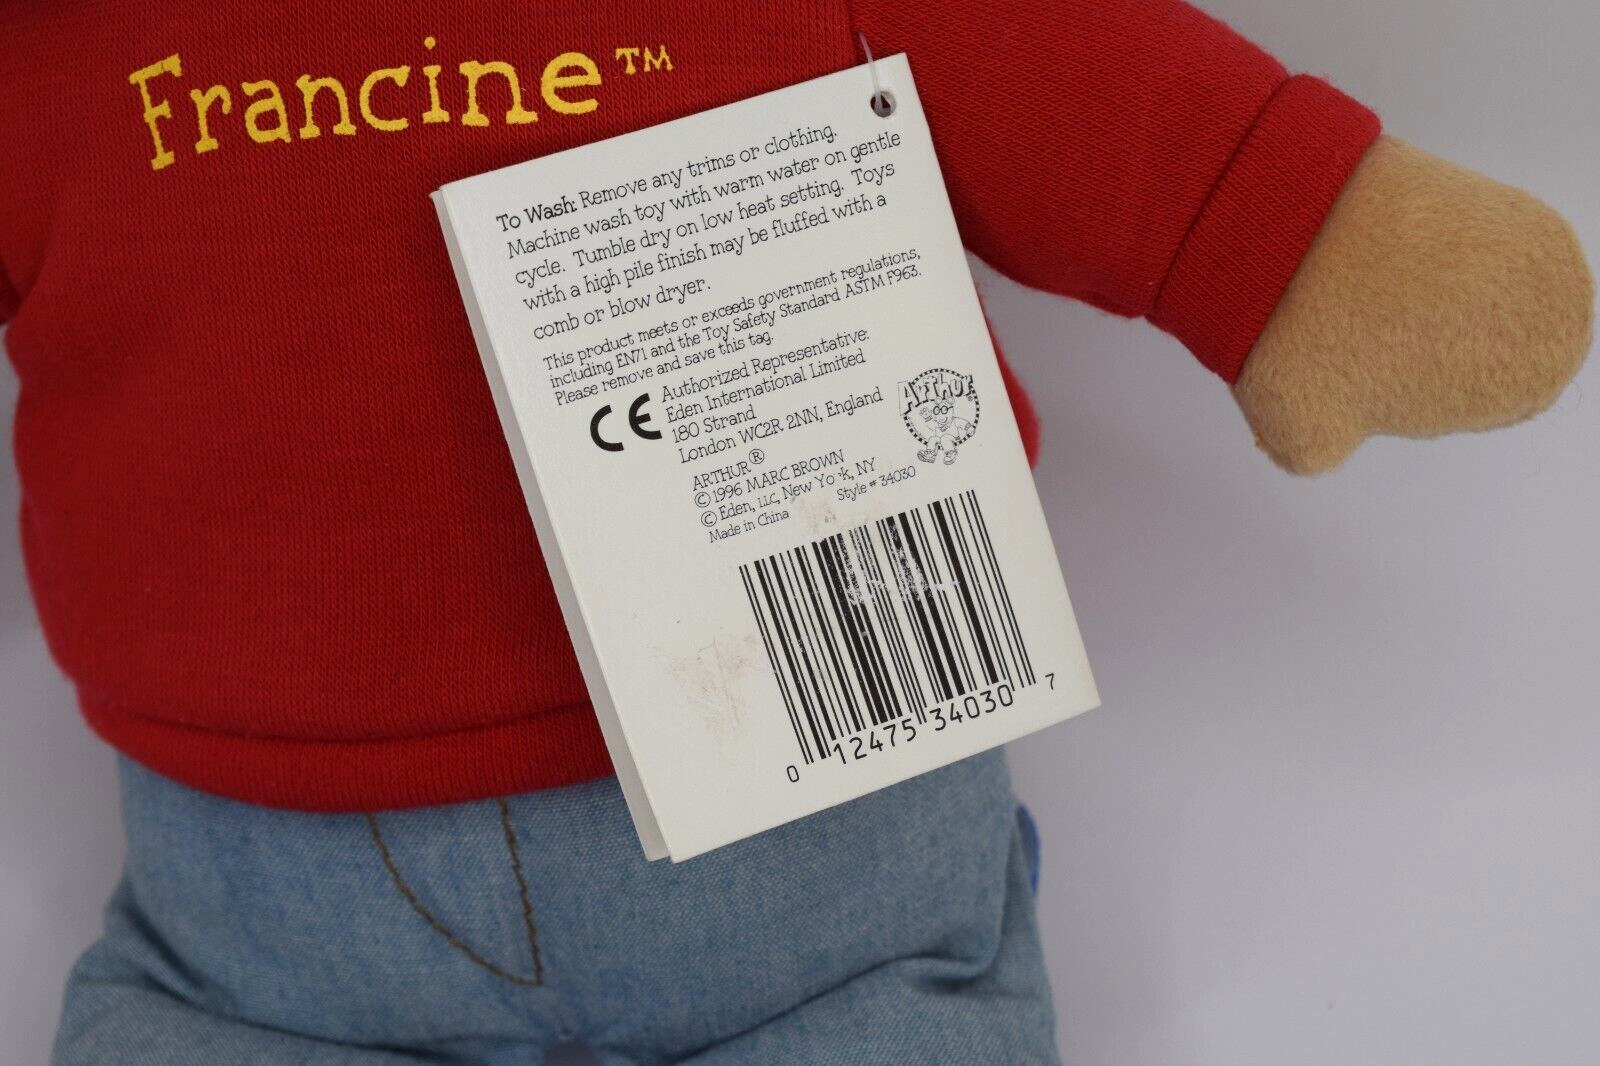 Francine™
To Wash: Remove any trims or clothing.
Machine wash toy with warm water on gentle
cycle. Tumble dry on low heat setting. Toys
with a high pile finish may be fluffed with a
comb or blow dryer.
This product meets or exceeds government regulations,
including EN71 and the Toy Safety Standard ASTM F963.
Please remove and save this tag.
CE
Authorized Representative:
Eden International Limited
180 Strand
London WC2R 2NN, England
ARTHUR®
ARTHUR®
© 1996 MARC BROWN
© Eden, LLC, New York, NY
Made in China
Style # 34030
0 12475 34030 7